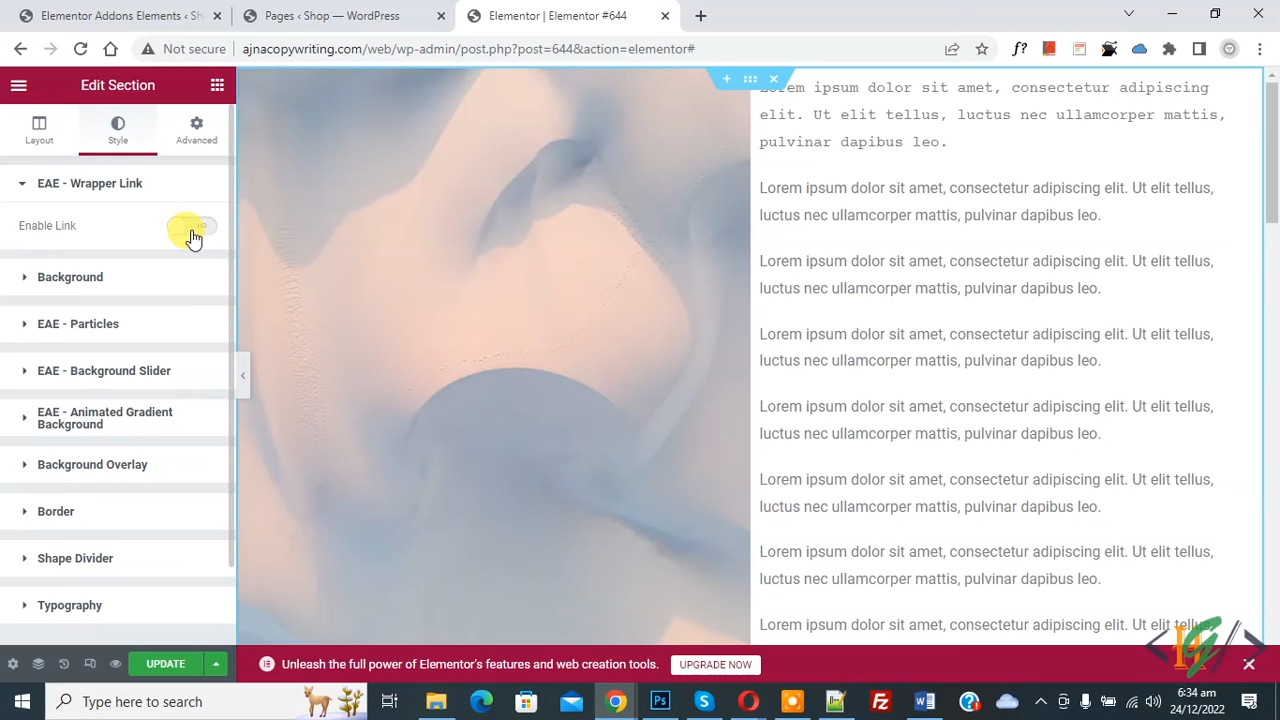 Elementor Addons Elements ‹ Sh
Pages ‹ Shop — WordPress
Elementor | Elementor #644
Not secure
ajnacopywriting.com/web/wp-admin/post.php?post=644&action=elementor#
Edit Section
Layout
Style
Advanced
EAE - Wrapper Link
Enable Link
NO
Background
EAE - Particles
EAE - Background Slider
EAE - Animated Gradient
Background
Background Overlay
Border
Shape Divider
Typography
UPDATE
Lorem ipsum dolor sit amet, consectetur adipiscing
elit. Ut elit tellus, luctus nec ullamcorper mattis,
pulvinar dapibus leo.
Lorem ipsum dolor sit amet, consectetur adipiscing elit. Ut elit tellus,
luctus nec ullamcorper mattis, pulvinar dapibus leo.
Lorem ipsum dolor sit amet, consectetur adipiscing elit. Ut elit tellus,
luctus nec ullamcorper mattis, pulvinar dapibus leo.
Lorem ipsum dolor sit amet, consectetur adipiscing elit. Ut elit tellus,
luctus nec ullamcorper mattis, pulvinar dapibus leo.
Lorem ipsum dolor sit amet, consectetur adipiscing elit. Ut elit tellus,
luctus nec ullamcorper mattis, pulvinar dapibus leo.
Lorem ipsum dolor sit amet, consectetur adipiscing elit. Ut elit tellus,
luctus nec ullamcorper mattis, pulvinar dapibus leo.
Lorem ipsum dolor sit amet, consectetur adipiscing elit. Ut elit tellus,
luctus nec ullamcorper mattis, pulvinar dapibus leo.
Lorem ipsum dolor sit amet, consectetur adipiscing elit. Ut elit tellus,
Unleash the full power of Elementor's features and web creation tools.
UPGRADE NOW
Type here to search
6:34 am
24/12/2022